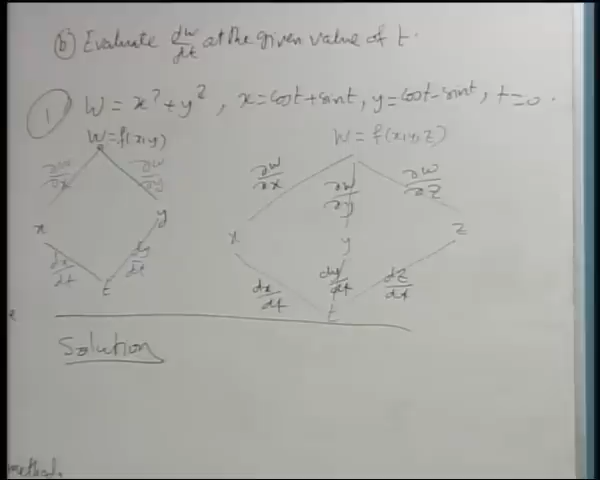 (b) Evaluate dw/dt at the given value of t.
(1) W = x² + y², x = cost + sint, y = cost - sint, t = 0.
W = f(x,y)
∂W/∂x ∂W/∂y
x y
dx/dt dy/dt
t
W = f(x,y,z)
∂W/∂x ∂W/∂y ∂W/∂z
x y z
dx/dt dy/dt dz/dt
t
Solution
method.